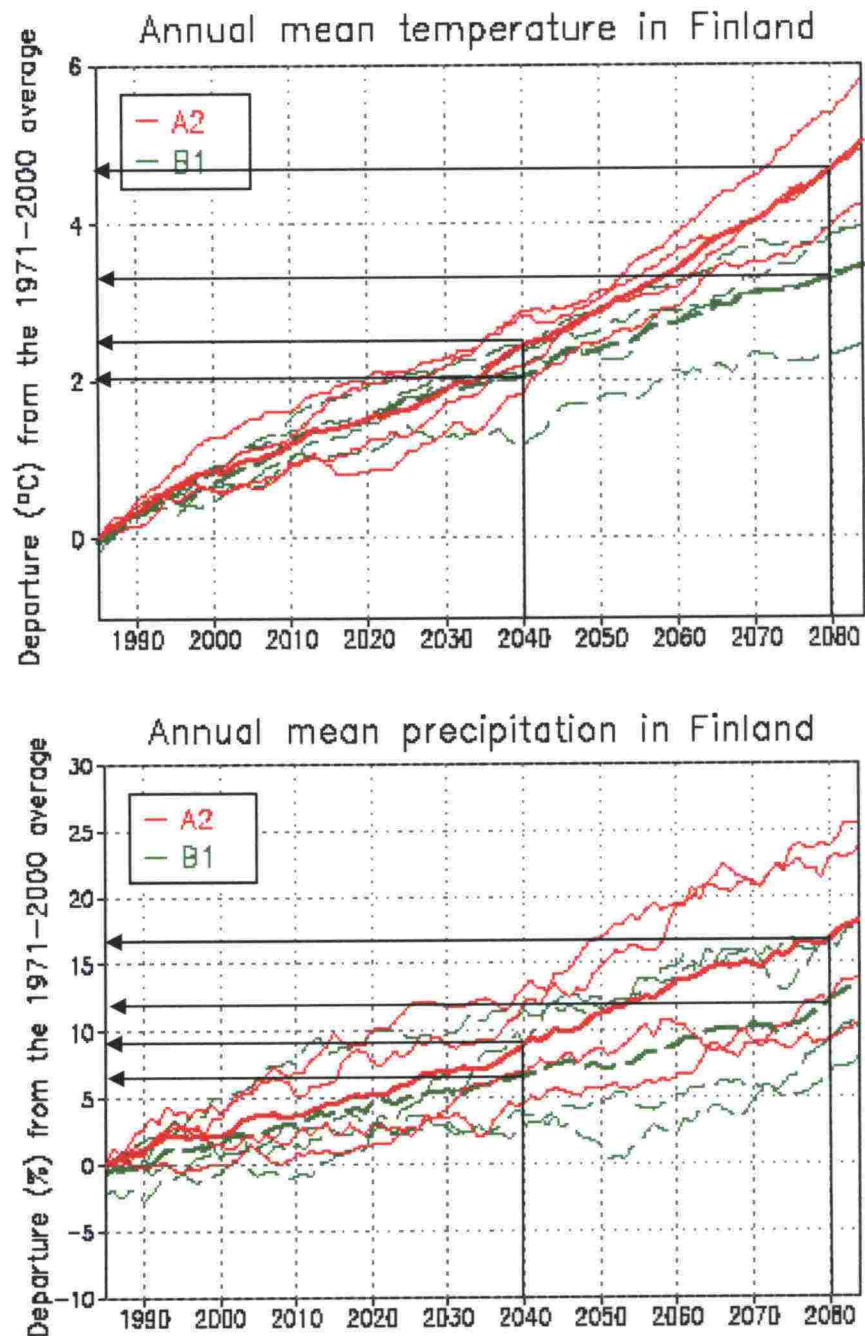 Annual mean temperature in Finland
Departure (ºC) from the 1971-2000 average
6
4
2
0
A2
B1
1990 2000 2010 2020 2030 2040 2050 2060 2070 2080
Annual mean precipitation in Finland
Departure (%) from the 1971-2000 average
30
25
20
15
10
5
0
-5
-10
A2
B1
1990 2000 2010 2020 2030 2040 2050 2060 2070 2080